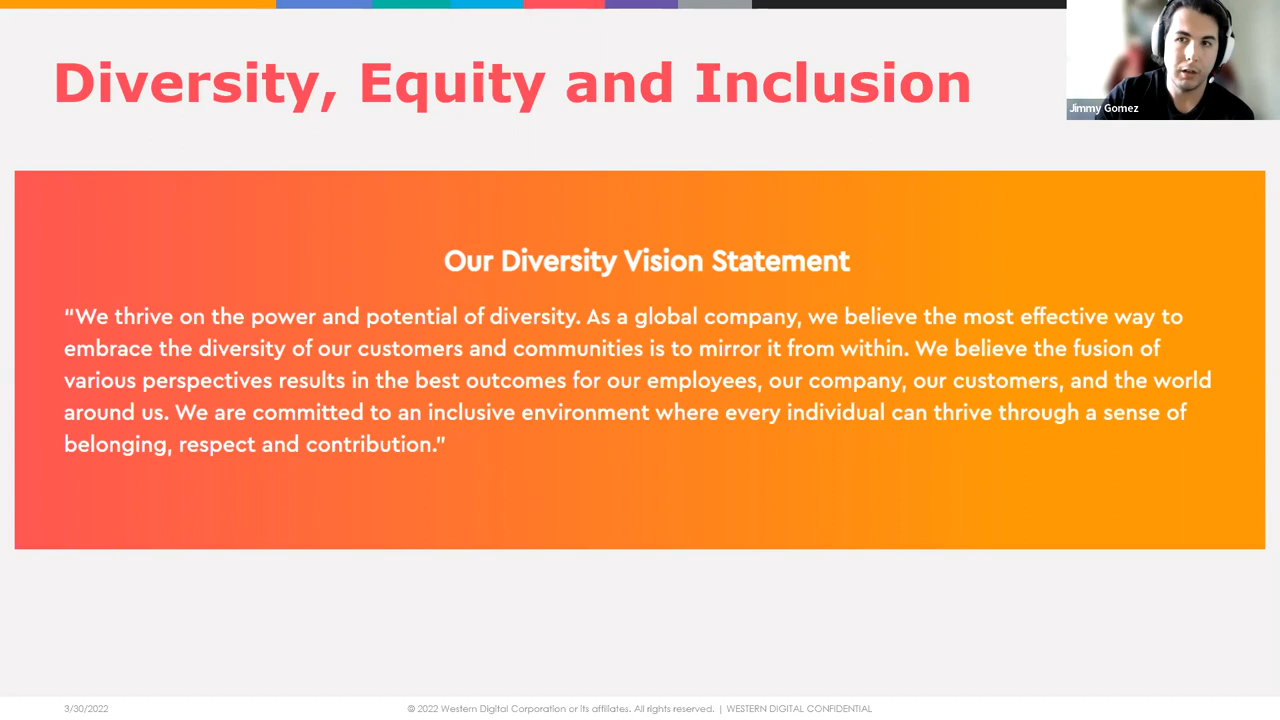 Diversity, Equity and Inclusion
Jimmy Gomez
Our Diversity Vision Statement
“We thrive on the power and potential of diversity. As a global company, we believe the most effective way to
embrace the diversity of our customers and communities is to mirror it from within. We believe the fusion of
various perspectives results in the best outcomes for our employees, our company, our customers, and the world
around us. We are committed to an inclusive environment where every individual can thrive through a sense of
belonging, respect and contribution.”
3/30/2022
© 2022 Western Digital Corporation or its affiliates. All rights reserved. | WESTERN DIGITAL CONFIDENTIAL